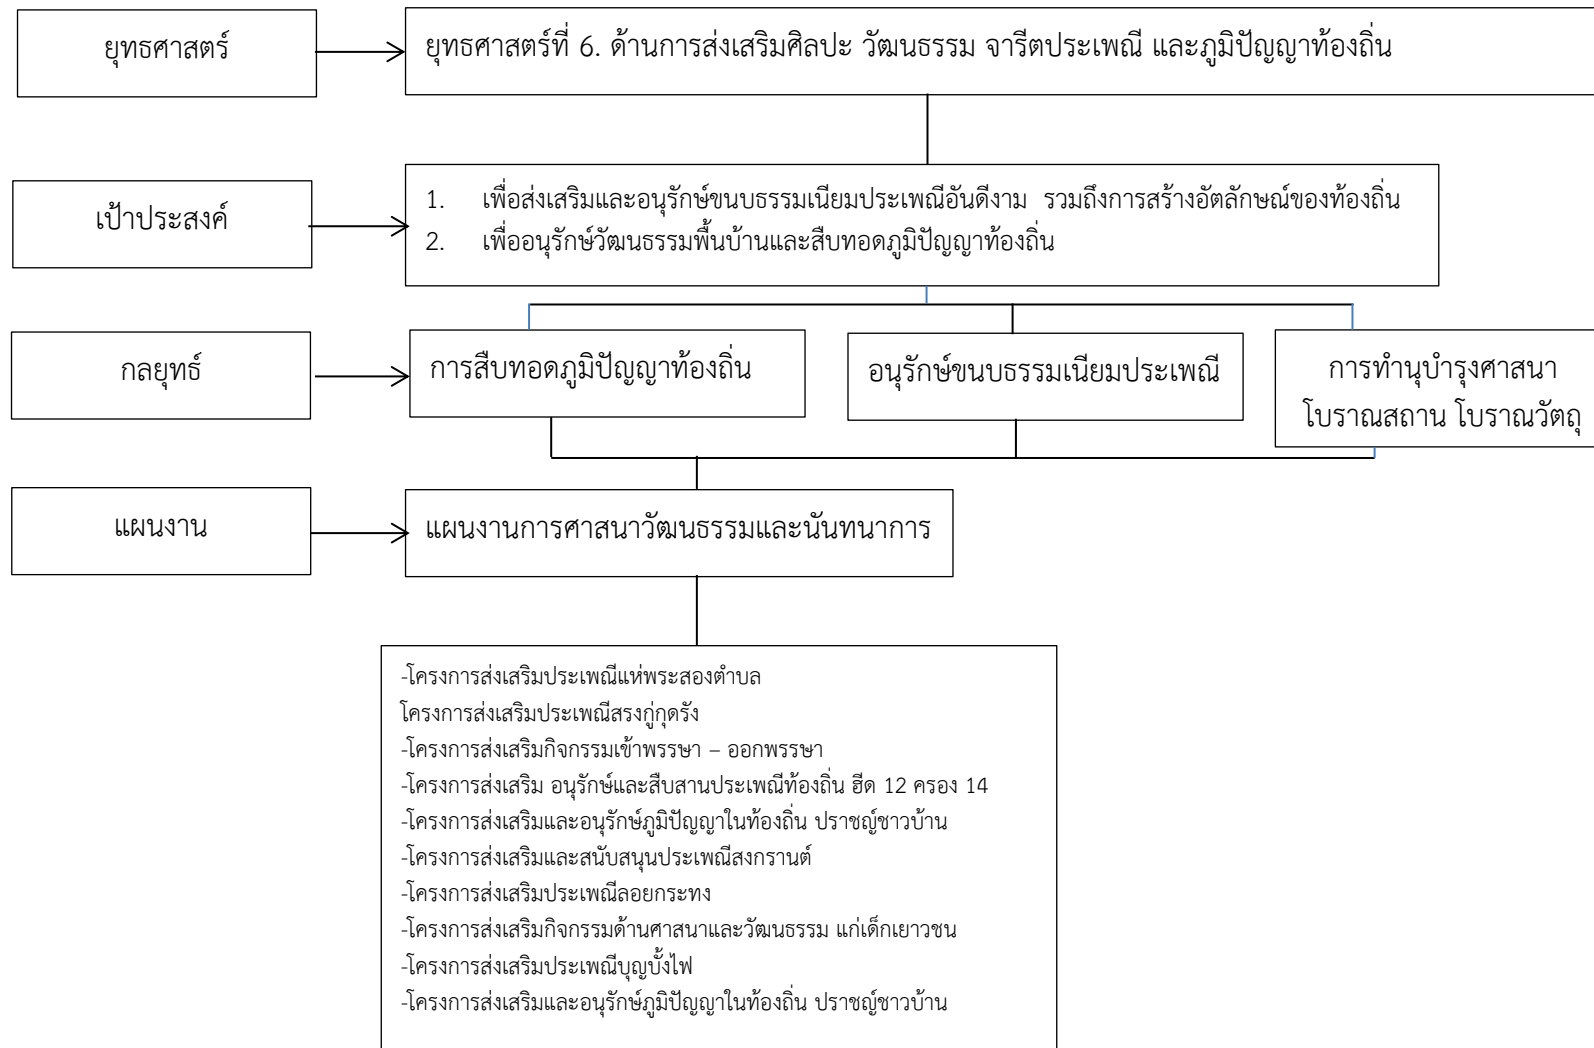 ยุทธศาสตร์
ยุทธศาสตร์ที่ 6. ด้านการส่งเสริมศิลปะ วัฒนธรรม จารีตประเพณี และภูมิปัญญาท้องถิ่น
เป้าประสงค์
1. เพื่อส่งเสริมและอนุรักษ์ขนบธรรมเนียมประเพณีอันดีงาม รวมถึงการสร้างอัตลักษณ์ของท้องถิ่น
2. เพื่ออนุรักษ์วัฒนธรรมพื้นบ้านและสืบทอดภูมิปัญญาท้องถิ่น
กลยุทธ์
การสืบทอดภูมิปัญญาท้องถิ่น
อนุรักษ์ขนบธรรมเนียมประเพณี
การทำนุบำรุงศาสนา
โบราณสถาน โบราณวัตถุ
แผนงาน
แผนงานการศาสนาวัฒนธรรมและนันทนาการ
-โครงการส่งเสริมประเพณีแห่พระสองตำบล
โครงการส่งเสริมประเพณีสรงกู่กุดรัง
-โครงการส่งเสริมกิจกรรมเข้าพรรษา – ออกพรรษา
-โครงการส่งเสริม อนุรักษ์และสืบสานประเพณีท้องถิ่น ฮีด 12 ครอง 14
-โครงการส่งเสริมและอนุรักษ์ภูมิปัญญาในท้องถิ่น ปราชญ์ชาวบ้าน
-โครงการส่งเสริมและสนับสนุนประเพณีสงกรานต์
-โครงการส่งเสริมประเพณีลอยกระทง
-โครงการส่งเสริมกิจกรรมด้านศาสนาและวัฒนธรรม แก่เด็กเยาวชน
-โครงการส่งเสริมประเพณีบุญบั้งไฟ
-โครงการส่งเสริมและอนุรักษ์ภูมิปัญญาในท้องถิ่น ปราชญ์ชาวบ้าน